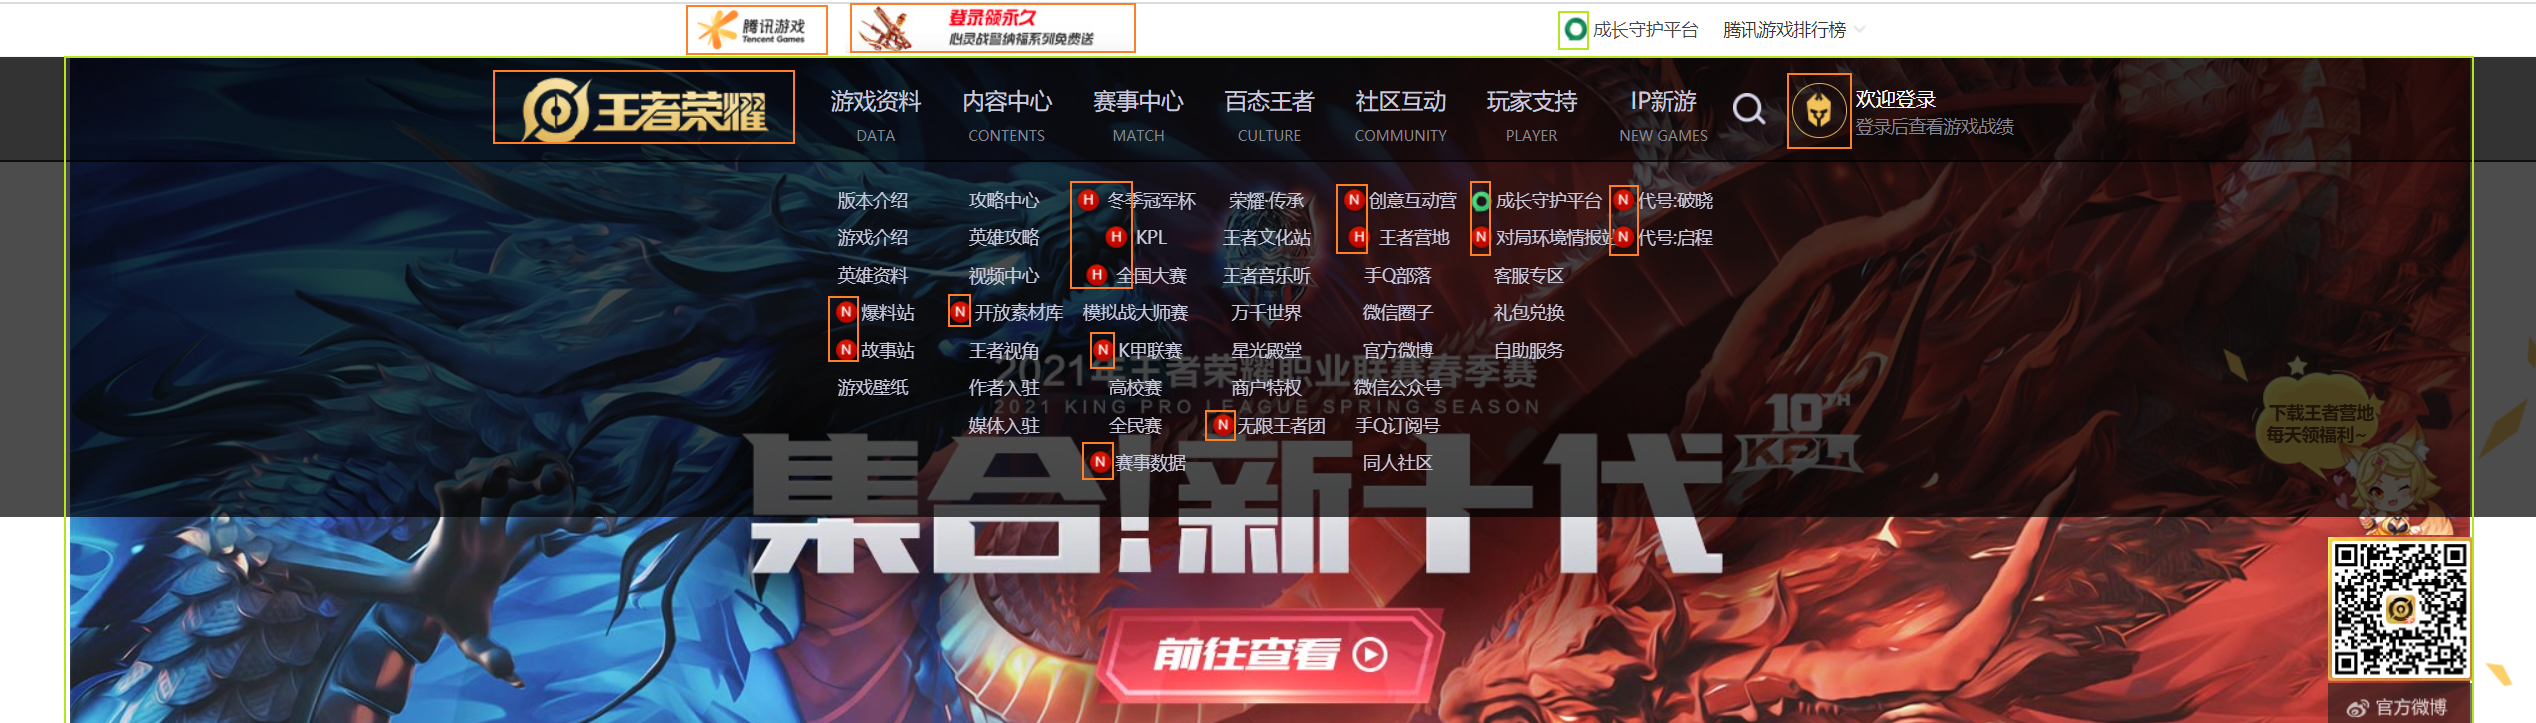 腾讯游戏
Tencent Games
登录领永久
心灵战警纳福系列免费送
成长守护平台 腾讯游戏排行榜
王者荣耀
游戏资料 内容中心 赛事中心 百态王者 社区互动 玩家支持 IP新游
DATA CONTENTS MATCH CULTURE COMMUNITY PLAYER NEW GAMES
欢迎登录
登录后查看游戏战绩
版本介绍 攻略中心 H 冬季冠军杯 荣耀·传承 N 创意互动营 成长守护平台 N 代号:破晓
游戏介绍 英雄攻略 H KPL 王者文化站 H 王者营地 N 对局环境情报站 N 代号:启程
英雄资料 视频中心 H 全国大赛 王者音乐听 手Q部落 客服专区
N 爆料站 N 开放素材库 模拟战大师赛 万千世界 微信圈子 礼包兑换
N 故事站 王者视角 N K甲联赛 星光殿堂 官方微博 自助服务
游戏壁纸 作者入驻 高校赛 商户特权 微信公众号
媒体入驻 全民赛 N 无限王者团 手Q订阅号
N 赛事数据 同人社区
2021年王者荣耀职业联赛春季赛
2021 KING PRO LEAGUE SPRING SEASON
10TH
KPL
集合!新十代
前往查看
下载王者营地
每天领福利~
官方微博